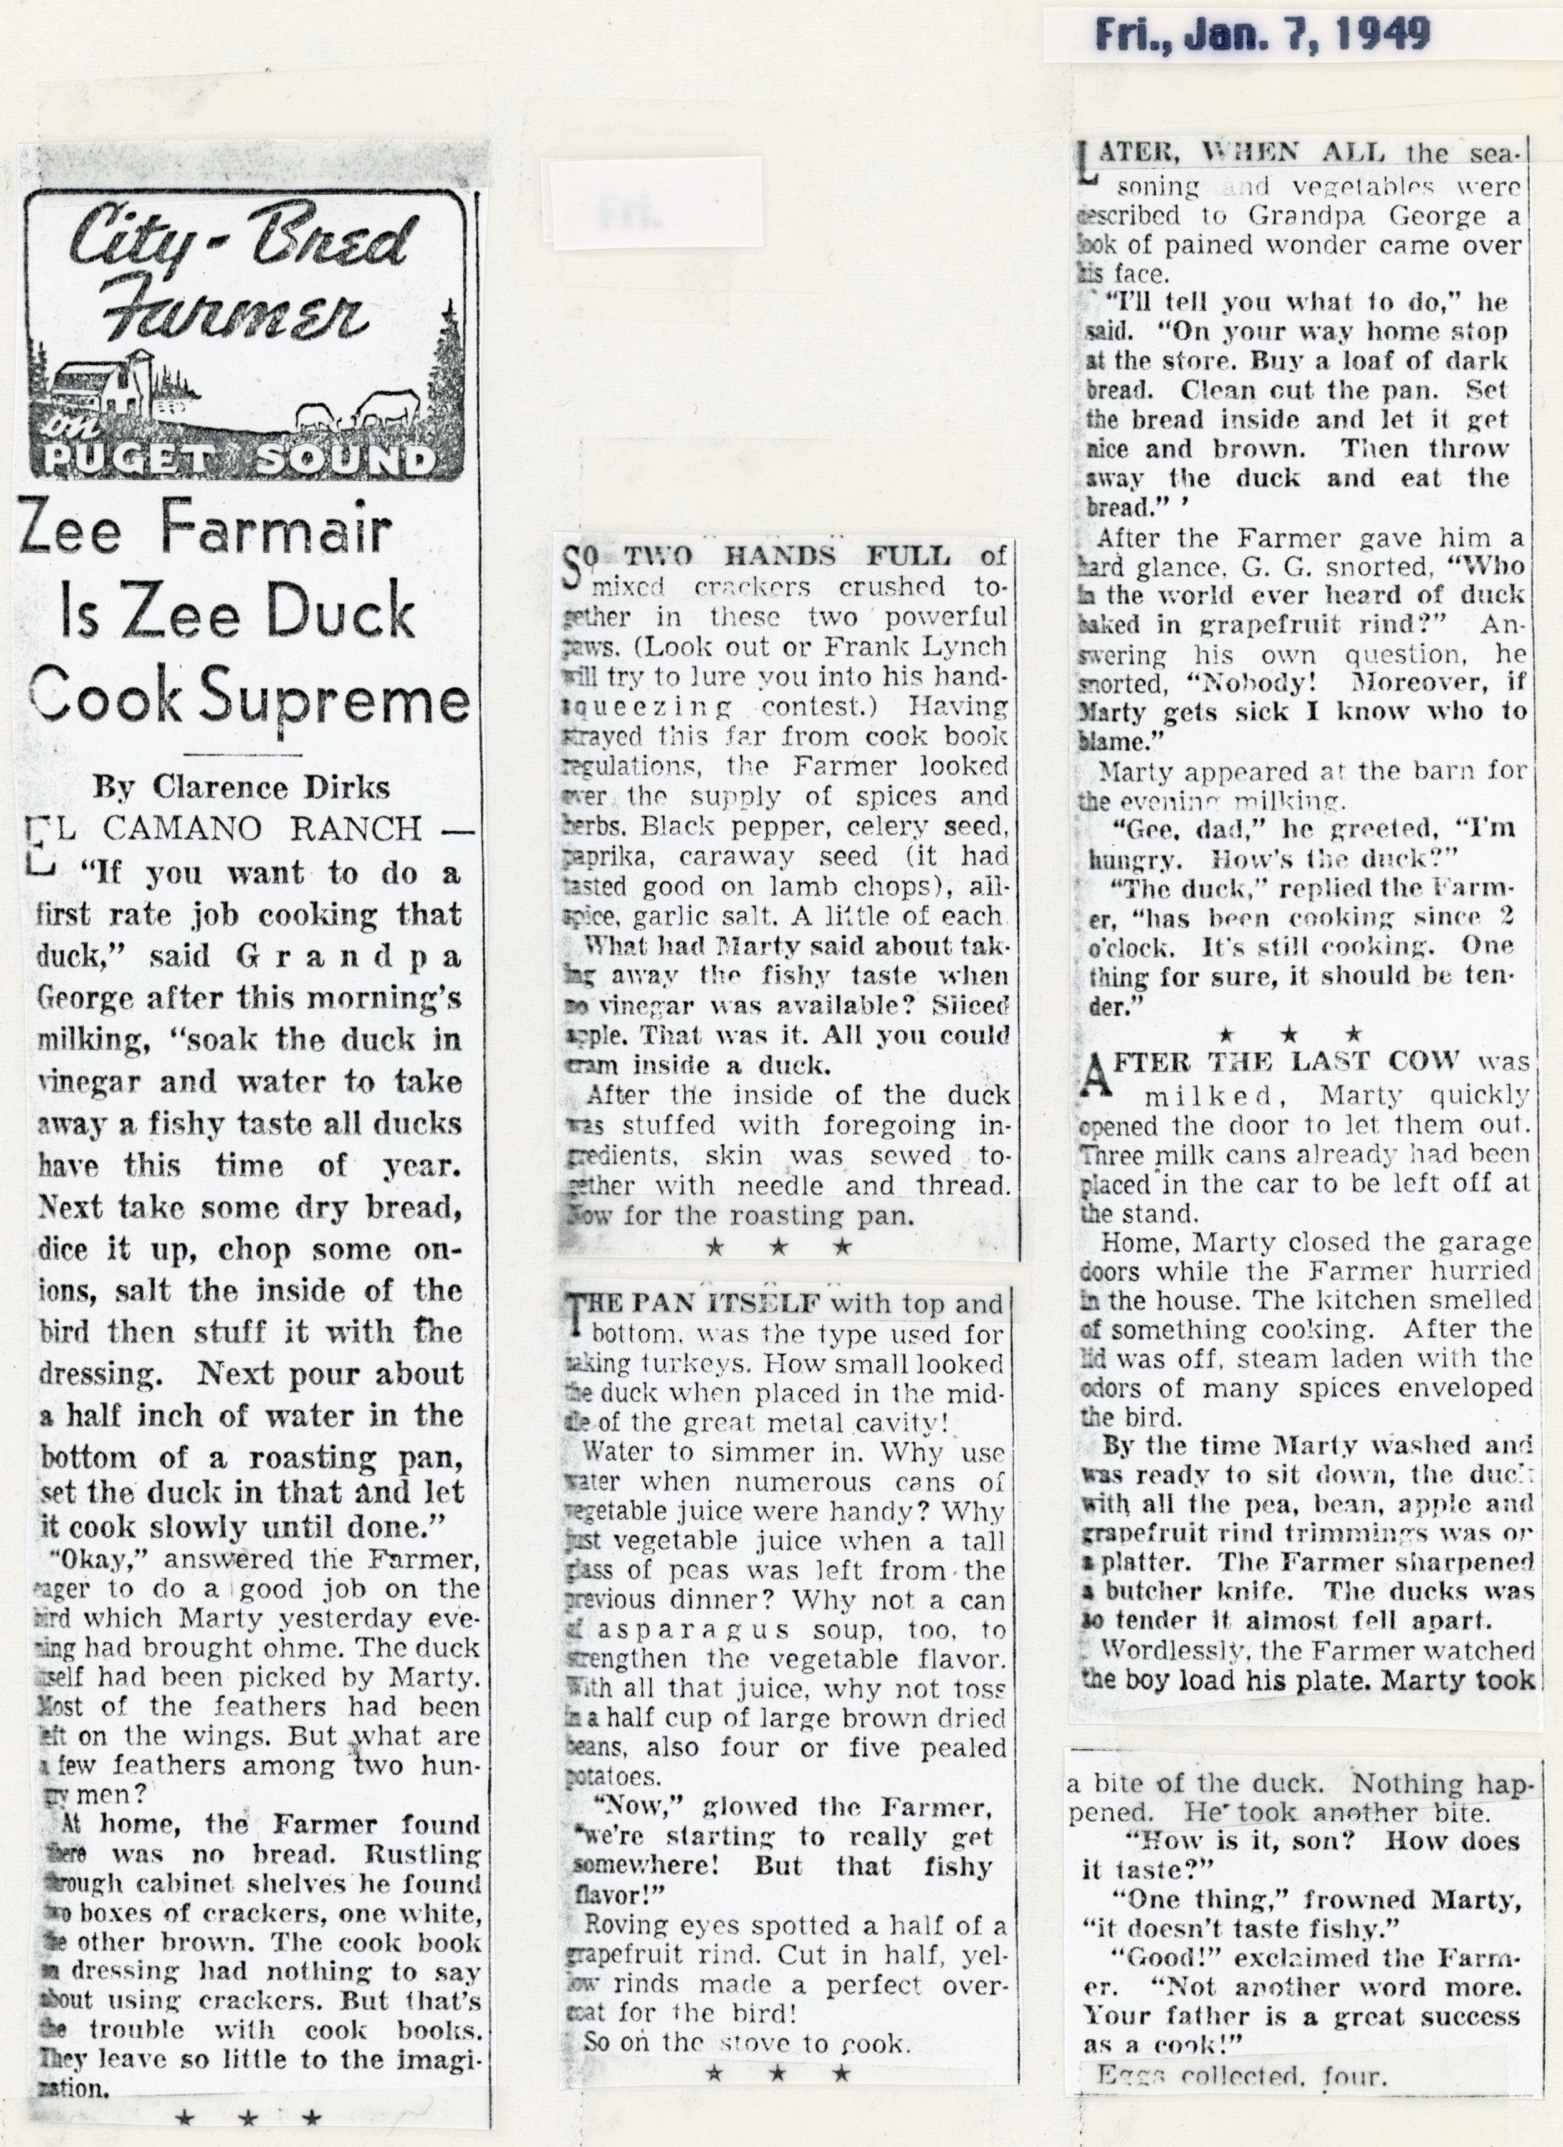 Fri., Jan. 7, 1949
City-Bred
Farmer
on
PUGET SOUND
Zee Farmair
Is Zee Duck
Cook Supreme
By Clarence Dirks
EL CAMANO RANCH —
"If you want to do a
first rate job cooking that
duck," said Grandpa
George after this morning's
milking, "soak the duck in
vinegar and water to take
away a fishy taste all ducks
have this time of year.
Next take some dry bread,
dice it up, chop some on-
ions, salt the inside of the
bird then stuff it with the
dressing. Next pour about
a half inch of water in the
bottom of a roasting pan,
set the duck in that and let
it cook slowly until done."
"Okay," answered the Farmer,
eager to do a good job on the
bird which Marty yesterday eve-
ning had brought ohme. The duck
itself had been picked by Marty.
Most of the feathers had been
left on the wings. But what are
a few feathers among two hun-
gry men?
At home, the Farmer found
there was no bread. Rustling
through cabinet shelves he found
two boxes of crackers, one white,
the other brown. The cook book
on dressing had nothing to say
about using crackers. But that's
the trouble with cook books.
They leave so little to the imagi-
nation.
★ ★ ★
Fri.
SO TWO HANDS FULL of
mixed crackers crushed to-
gether in these two powerful
paws. (Look out or Frank Lynch
will try to lure you into his hand-
squeezing contest.) Having
strayed this far from cook book
regulations, the Farmer looked
over the supply of spices and
herbs. Black pepper, celery seed,
paprika, caraway seed (it had
tasted good on lamb chops), all-
spice, garlic salt. A little of each
What had Marty said about tak-
ing away the fishy taste when
no vinegar was available? Sliced
apple. That was it. All you could
cram inside a duck.
After the inside of the duck
was stuffed with foregoing in-
gredients, skin was sewed to-
gether with needle and thread.
Now for the roasting pan.
★ ★ ★
THE PAN ITSELF with top and
bottom, was the type used for
baking turkeys. How small looked
the duck when placed in the mid-
dle of the great metal cavity!
Water to simmer in. Why use
water when numerous cans of
vegetable juice were handy? Why
just vegetable juice when a tall
glass of peas was left from the
previous dinner? Why not a can
of asparagus soup, too, to
strengthen the vegetable flavor.
With all that juice, why not toss
in a half cup of large brown dried
beans, also four or five pealed
potatoes.
"Now," glowed the Farmer,
"we're starting to really get
somewhere! But that fishy
flavor!"
Roving eyes spotted a half of a
grapefruit rind. Cut in half, yel-
low rinds made a perfect over-
coat for the bird!
So on the stove to cook.
★ ★ ★
LATER, WHEN ALL the sea-
soning and vegetables were
described to Grandpa George a
look of pained wonder came over
his face.
"I'll tell you what to do," he
said. "On your way home stop
at the store. Buy a loaf of dark
bread. Clean out the pan. Set
the bread inside and let it get
nice and brown. Then throw
away the duck and eat the
bread." '
After the Farmer gave him a
hard glance, G. G. snorted, "Who
in the world ever heard of duck
baked in grapefruit rind?" An-
swering his own question, he
snorted, "Nobody! Moreover, if
Marty gets sick I know who to
blame."
Marty appeared at the barn for
the evening milking.
"Gee, dad," he greeted, "I'm
hungry. How's the duck?"
"The duck," replied the Farm-
er, "has been cooking since 2
o'clock. It's still cooking. One
thing for sure, it should be ten-
der."
★ ★ ★
AFTER THE LAST COW was
milked, Marty quickly
opened the door to let them out.
Three milk cans already had been
placed in the car to be left off at
the stand.
Home, Marty closed the garage
doors while the Farmer hurried
in the house. The kitchen smelled
of something cooking. After the
lid was off, steam laden with the
odors of many spices enveloped
the bird.
By the time Marty washed and
was ready to sit down, the duck
with all the pea, bean, apple and
grapefruit rind trimmings was on
a platter. The Farmer sharpened
a butcher knife. The ducks was
so tender it almost fell apart.
Wordlessly, the Farmer watched
the boy load his plate. Marty took
a bite of the duck. Nothing hap-
pened. He took another bite.
"How is it, son? How does
it taste?"
"One thing," frowned Marty,
"it doesn't taste fishy."
"Good!" exclaimed the Farm-
er. "Not another word more.
Your father is a great success
as a cook!"
Eggs collected, four.